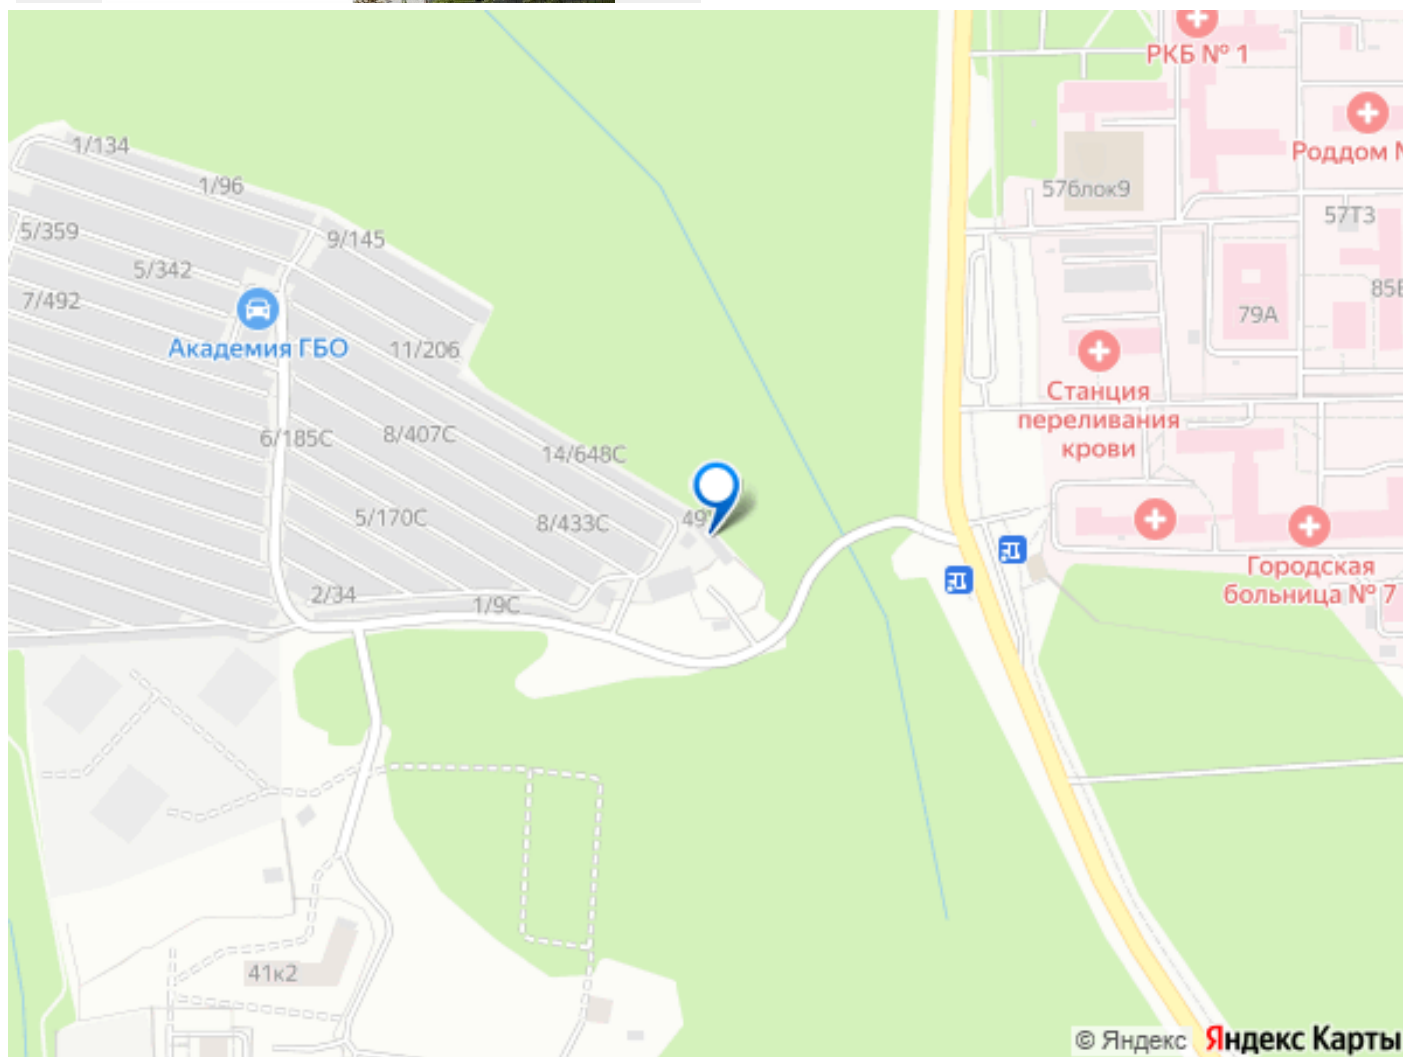 РКБ № 1
Роддом №
1/134
1/96
57блок9
57Т3
5/359
9/145
5/342
7/492
79А
Академия ГБО
11/206
Станция
переливания
крови
6/185С
8/407С
14/648С
5/170С
8/433С
49
Городская
больница № 7
2/34
1/9С
41к2
© Яндекс
Яндекс Карты